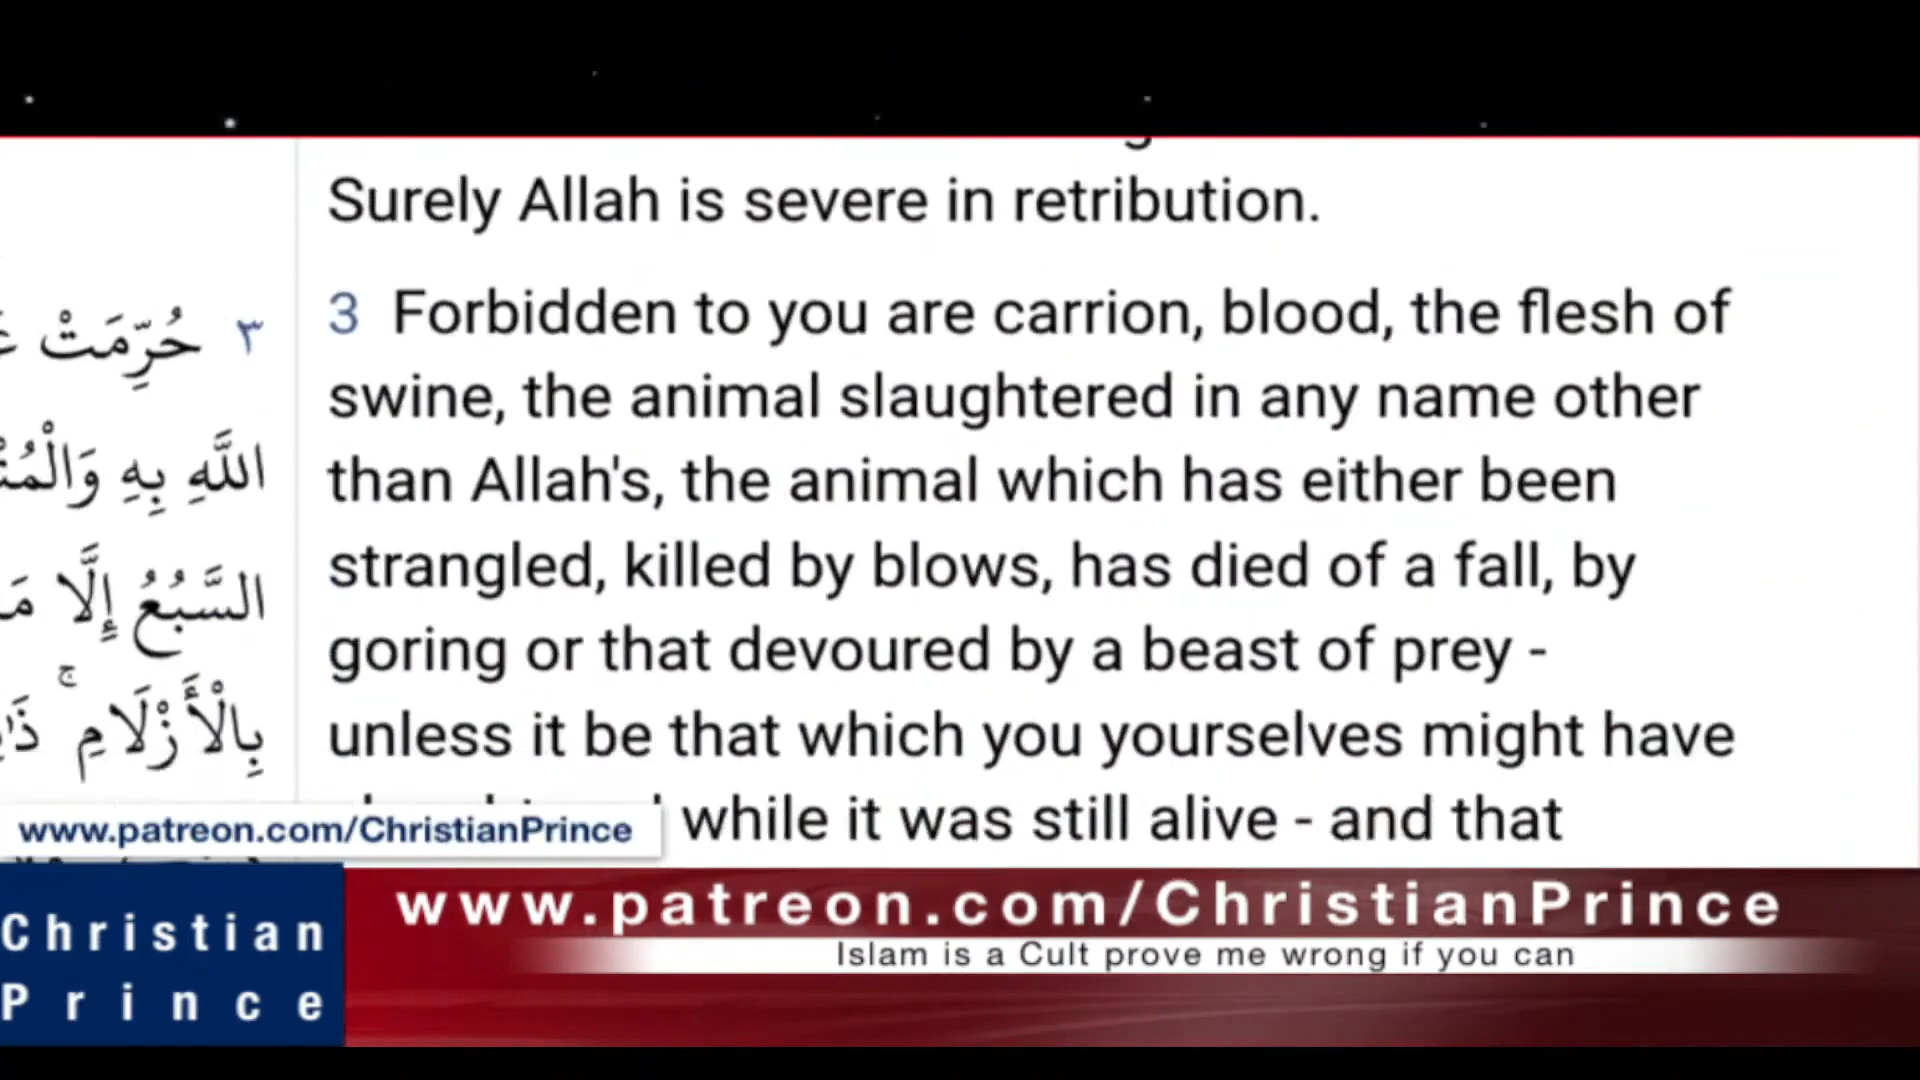 Surely Allah is severe in retribution.
٣ حُرِّمَتْ
اللَّهِ بِهِ
السَّبُعُ إِلَّا
بِالْأَزْلَامِ ۚ
3 Forbidden to you are carrion, blood, the flesh of
swine, the animal slaughtered in any name other
than Allah's, the animal which has either been
strangled, killed by blows, has died of a fall, by
goring or that devoured by a beast of prey -
unless it be that which you yourselves might have
while it was still alive - and that
www.patreon.com/ChristianPrince
Christian
Prince
www.patreon.com/ChristianPrince
Islam is a Cult prove me wrong if you can